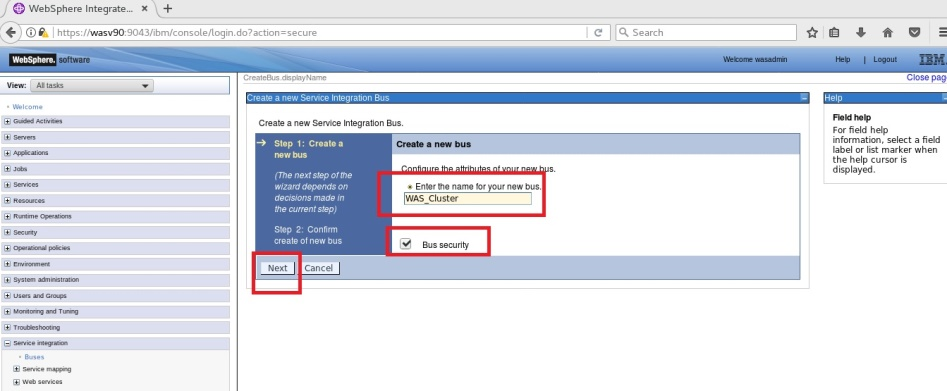 WebSphere Integrate...
https://wasv90:9043/ibm/console/login.do?action=secure
Search
WebSphere. software
Welcome wasadmin
Help | Logout
IBM.
View: All tasks
CreateBus.displayName
Close page
Welcome
Guided Activities
Servers
Applications
Jobs
Services
Resources
Runtime Operations
Security
Operational policies
Environment
System administration
Users and Groups
Monitoring and Tuning
Troubleshooting
Service integration
Buses
Service mapping
Web services
Create a new Service Integration Bus
Create a new Service Integration Bus.
Step 1: Create a
new bus
(The next step of the
wizard depends on
decisions made in
the current step)
Step 2: Confirm
create of new bus
Create a new bus
Configure the attributes of your new bus.
* Enter the name for your new bus.
WAS_Cluster
Bus security
Next
Cancel
Help
Field help
For field help
information, select a field
label or list marker when
the help cursor is
displayed.